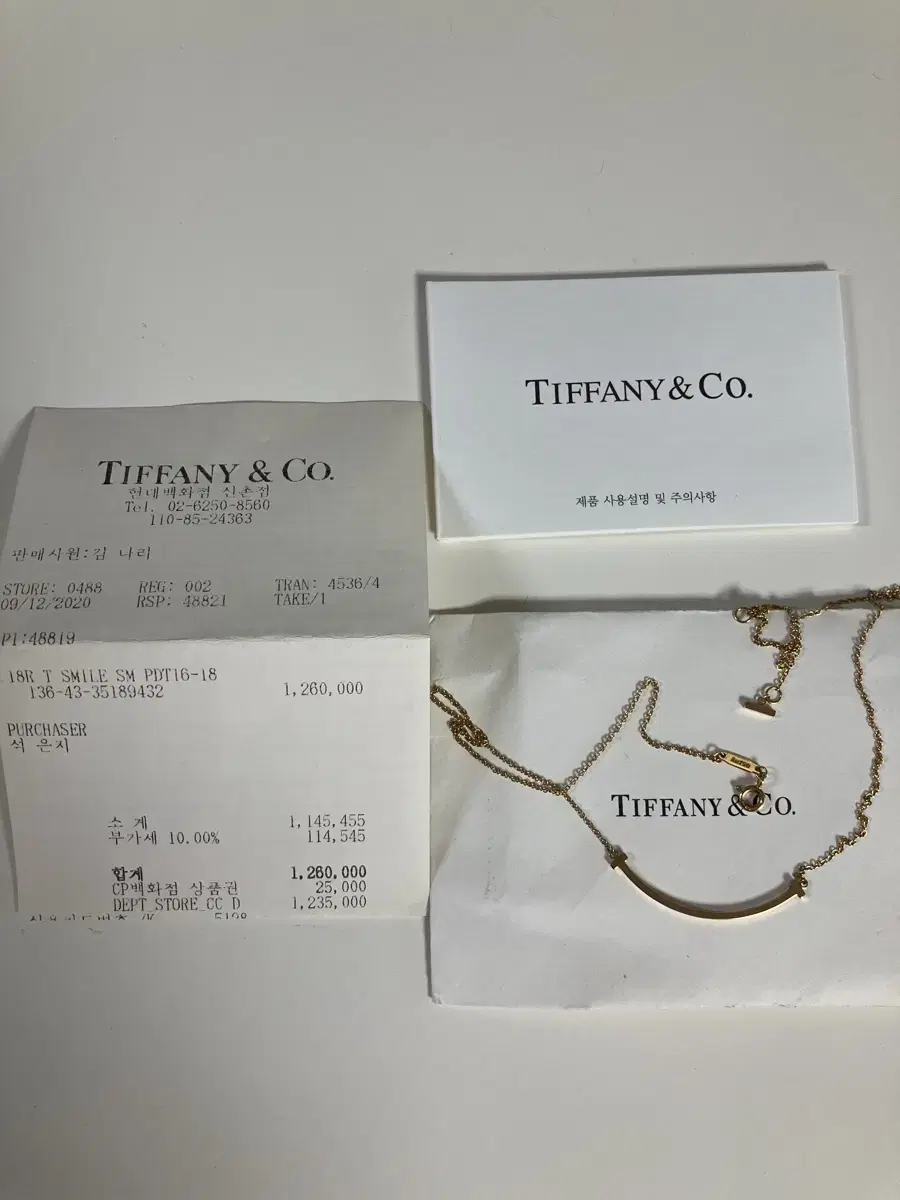 TIFFANY & CO.
현대백화점 신촌점
Tel. 02-6250-8560
110-85-24363
판매사원:김 나리
STORE: 0488 REG: 002 TRAN: 4536/4
09/12/2020 RSP: 48821 TAKE/1
P1:48819
18R T SMILE SM PDT16-18
136-43-35189432 1,260,000
PURCHASER
석 은지
소 계 1,145,455
부가세 10.00% 114,545
합계 1,260,000
CP백화점 상품권 25,000
DEPT_STORE_CC D 1,235,000
TIFFANY & CO.
제품 사용설명 및 주의사항
TIFFANY & CO.